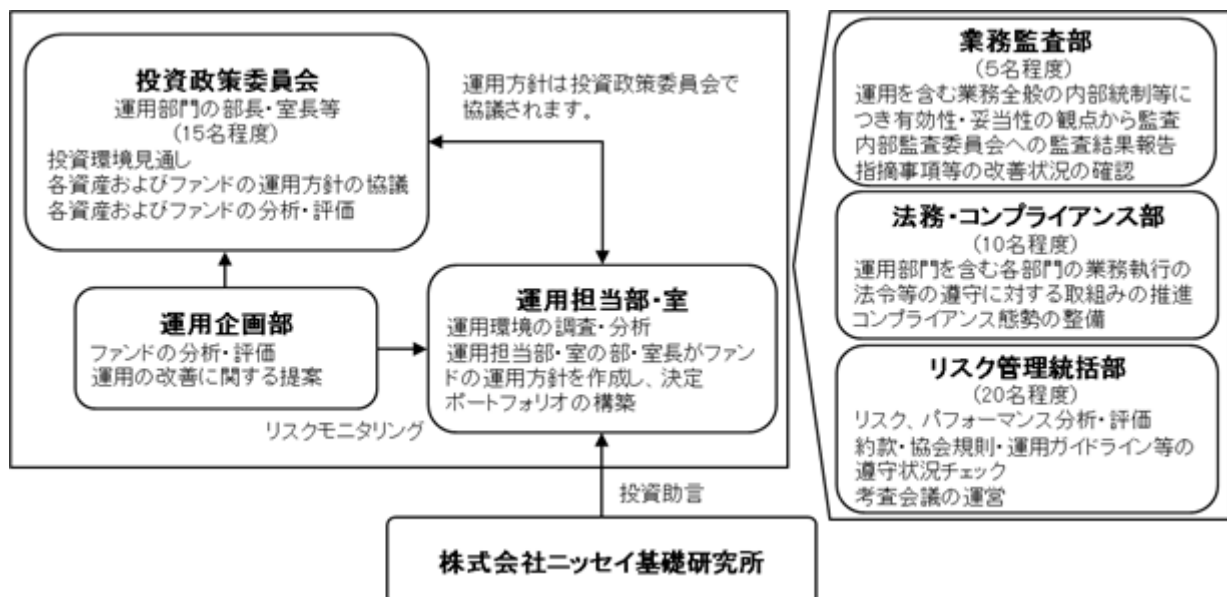 投資政策委員会
運用部門の部長・室長等
(15名程度)
投資環境見通し
各資産およびファンドの運用方針の協議
各資産およびファンドの分析・評価
運用方針は投資政策委員会で
協議されます。
運用企画部
ファンドの分析・評価
運用の改善に関する提案
リスクモニタリング
運用担当部・室
運用環境の調査・分析
運用担当部・室の部・室長がファン
ドの運用方針を作成し、決定
ポートフォリオの構築
投資助言
株式会社ニッセイ基礎研究所
業務監査部
(5名程度)
運用を含む業務全般の内部統制等に
つき有効性・妥当性の観点から監査
内部監査委員会への監査結果報告
指摘事項等の改善状況の確認
法務・コンプライアンス部
(10名程度)
運用部門を含む各部門の業務執行の
法令等の遵守に対する取組みの推進
コンプライアンス態勢の整備
リスク管理統括部
(20名程度)
リスク、パフォーマンス分析・評価
約款・協会規則・運用ガイドライン等の
遵守状況チェック
考査会議の運営